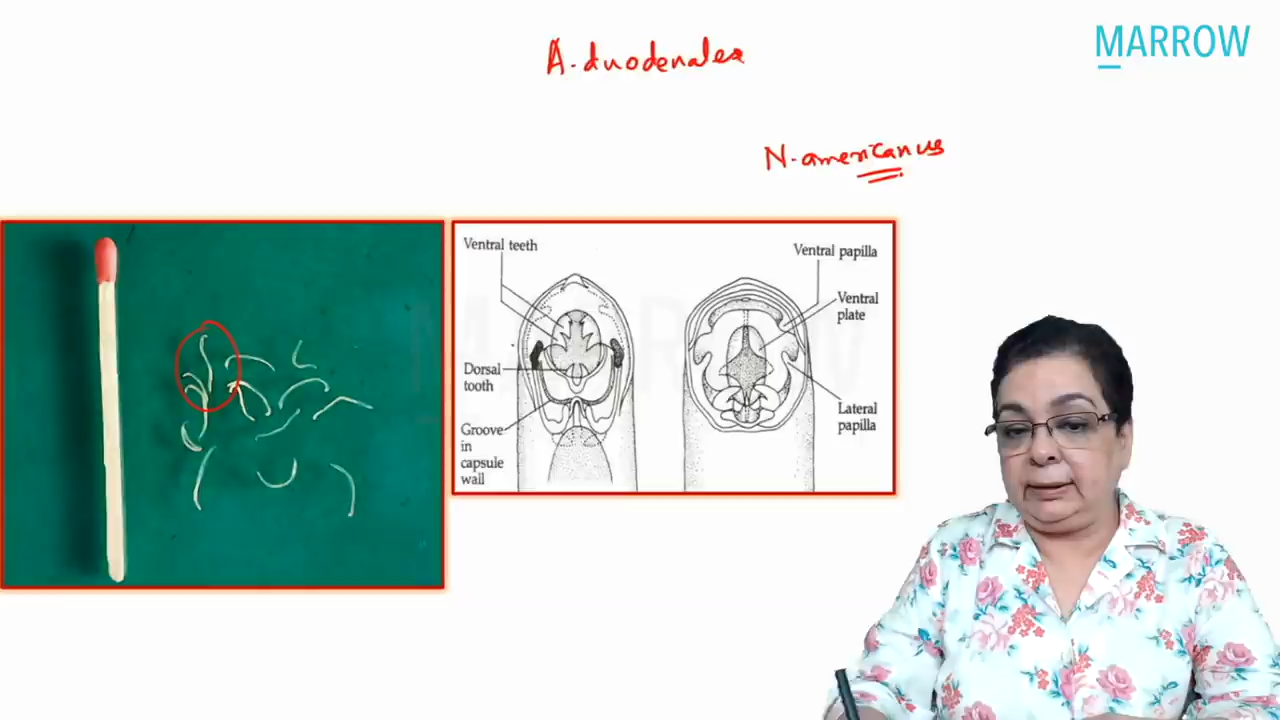 MARROW
A. duodenale
N. americanus
Ventral teeth
Dorsal
tooth
Groove
in
capsule
wall
Ventral papilla
Ventral
plate
Lateral
papilla